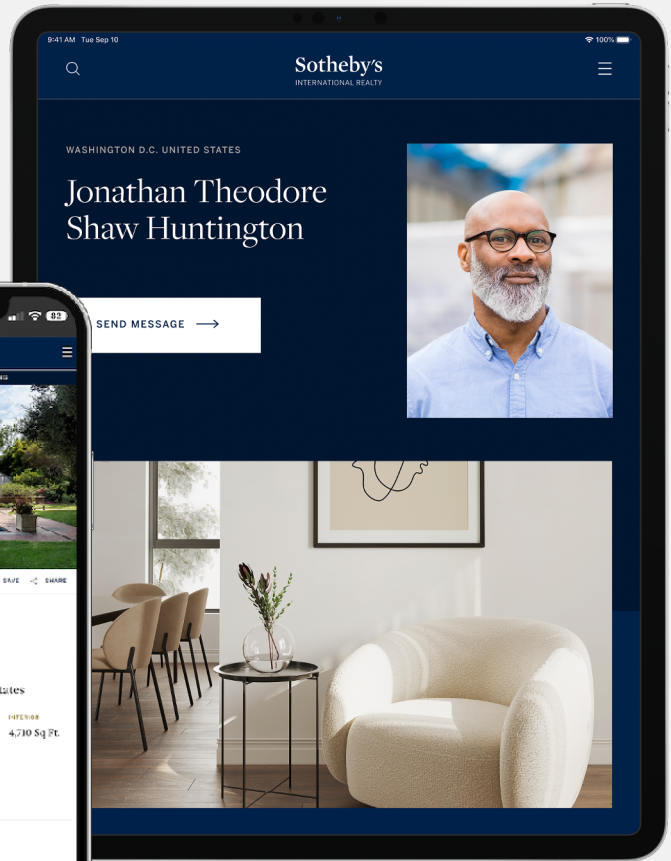 9:41 AM Tue Sep 10
100%
Sotheby's
INTERNATIONAL REALTY
WASHINGTON D.C. UNITED STATES
Jonathan Theodore
Shaw Huntington
SEND MESSAGE
82
SAVE
SHARE
INTERIOR
4,710 Sq Ft.